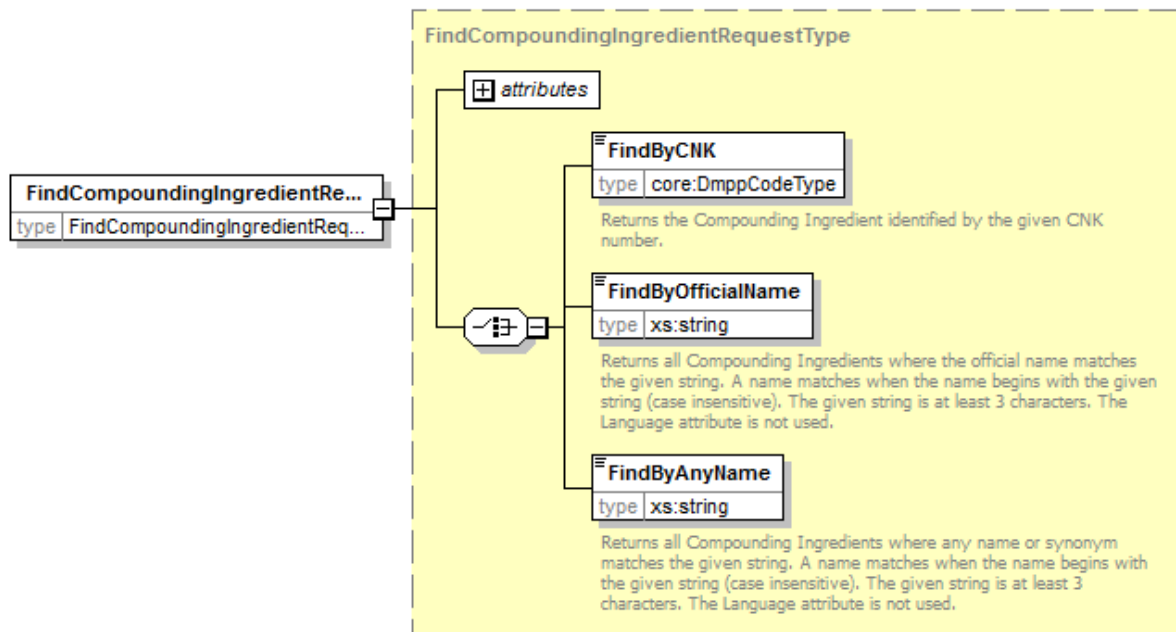 FindCompoundingIngredientRequestType
attributes
FindCompoundingIngredientRe...
type FindCompoundingIngredientReq...
FindByCNK
type core:DmppCodeType
Returns the Compounding Ingredient identified by the given CNK
number.
FindByOfficialName
type xs:string
Returns all Compounding Ingredients where the official name matches
the given string. A name matches when the name begins with the given
string (case insensitive). The given string is at least 3 characters. The
Language attribute is not used.
FindByAnyName
type xs:string
Returns all Compounding Ingredients where any name or synonym
matches the given string. A name matches when the name begins with
the given string (case insensitive). The given string is at least 3
characters. The Language attribute is not used.